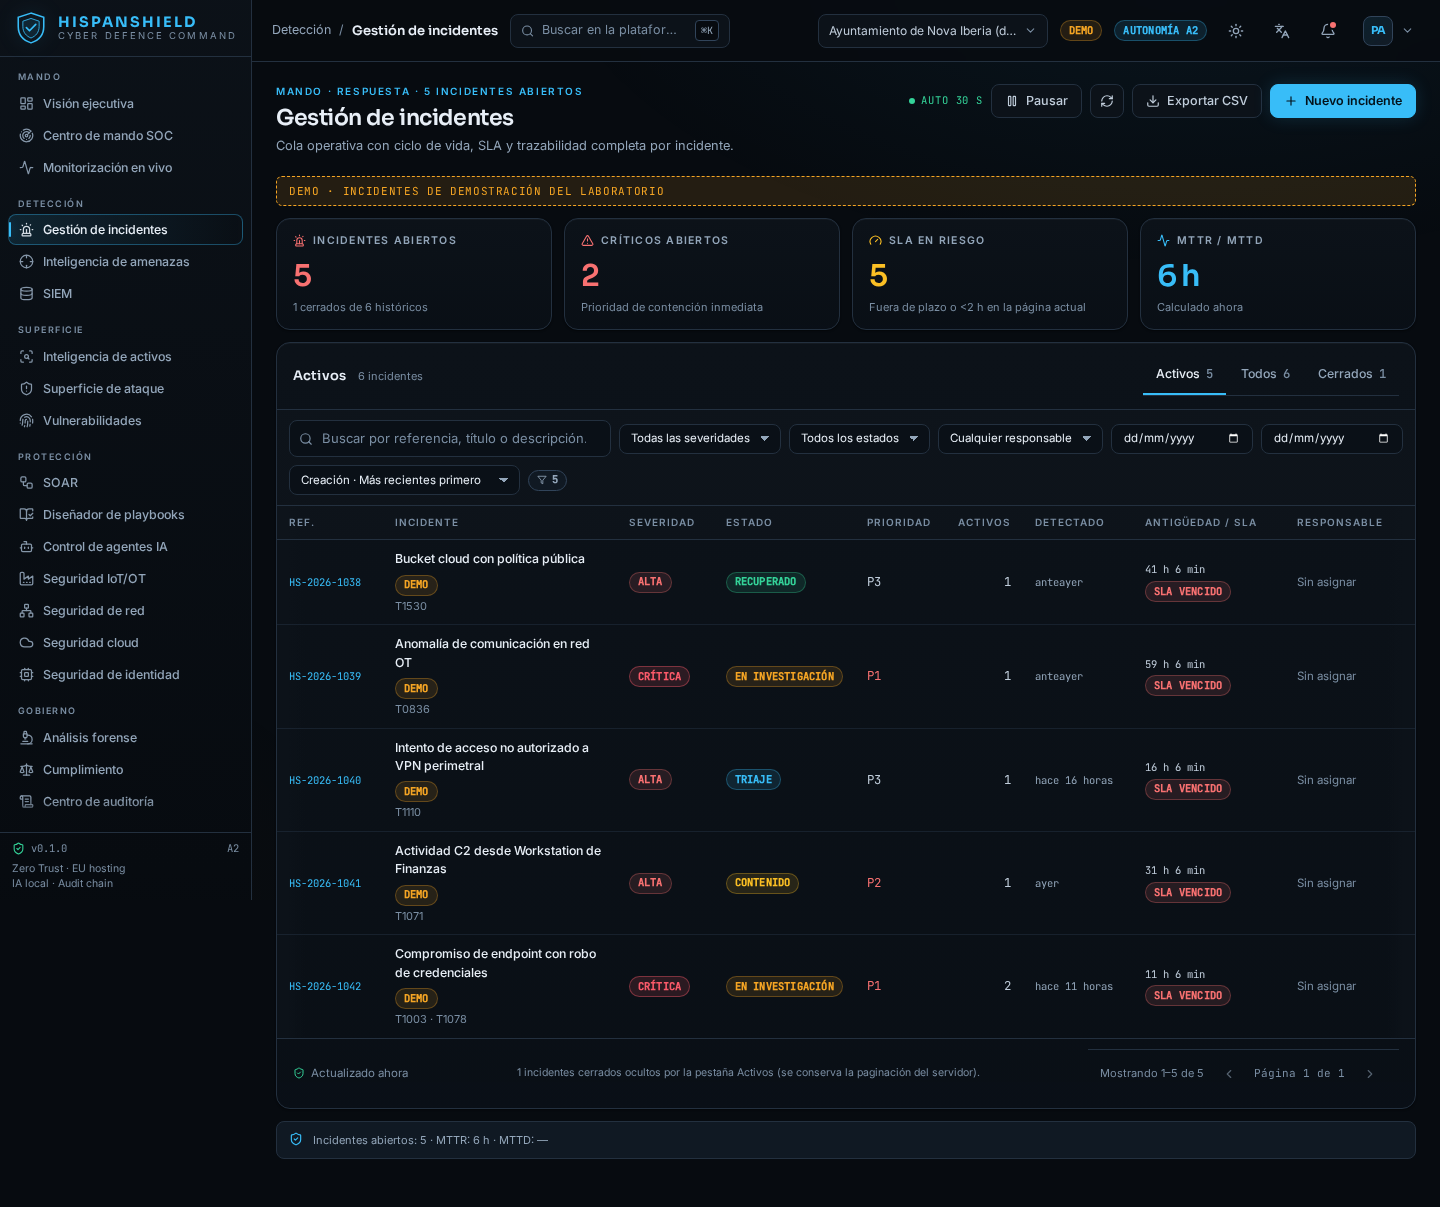 HISPANSHIELD
CYBER DEFENCE COMMAND
MANDO
Visión ejecutiva
Centro de mando SOC
Monitorización en vivo
DETECCIÓN
Gestión de incidentes
Inteligencia de amenazas
SIEM
SUPERFICIE
Inteligencia de activos
Superficie de ataque
Vulnerabilidades
PROTECCIÓN
SOAR
Diseñador de playbooks
Control de agentes IA
Seguridad IoT/OT
Seguridad de red
Seguridad cloud
Seguridad de identidad
GOBIERNO
Análisis forense
Cumplimiento
Centro de auditoría
v0.1.0 A2
Zero Trust · EU hosting
IA local · Audit chain
Detección / Gestión de incidentes Buscar en la platafor... ⌘K Ayuntamiento de Nova Iberia (d... DEMO AUTONOMÍA A2 PA
MANDO · RESPUESTA · 5 INCIDENTES ABIERTOS
Gestión de incidentes
Cola operativa con ciclo de vida, SLA y trazabilidad completa por incidente.
AUTO 30 S Pausar Exportar CSV Nuevo incidente
DEMO · INCIDENTES DE DEMOSTRACIÓN DEL LABORATORIO
INCIDENTES ABIERTOS
5
1 cerrados de 6 históricos
CRÍTICOS ABIERTOS
2
Prioridad de contención inmediata
SLA EN RIESGO
5
Fuera de plazo o <2 h en la página actual
MTTR / MTTD
6 h
Calculado ahora
Activos 6 incidentes Activos 5 Todos 6 Cerrados 1
Buscar por referencia, título o descripción. Todas las severidades Todos los estados Cualquier responsable dd/mm/yyyy dd/mm/yyyy
Creación · Más recientes primero 5
REF. INCIDENTE SEVERIDAD ESTADO PRIORIDAD ACTIVOS DETECTADO ANTIGÜEDAD / SLA RESPONSABLE
HS-2026-1038 Bucket cloud con política pública DEMO T1530 ALTA RECUPERADO P3 1 anteayer 41 h 6 min SLA VENCIDO Sin asignar
HS-2026-1039 Anomalía de comunicación en red OT DEMO T0836 CRÍTICA EN INVESTIGACIÓN P1 1 anteayer 59 h 6 min SLA VENCIDO Sin asignar
HS-2026-1040 Intento de acceso no autorizado a VPN perimetral DEMO T1110 ALTA TRIAJE P3 1 hace 16 horas 16 h 6 min SLA VENCIDO Sin asignar
HS-2026-1041 Actividad C2 desde Workstation de Finanzas DEMO T1071 ALTA CONTENIDO P2 1 ayer 31 h 6 min SLA VENCIDO Sin asignar
HS-2026-1042 Compromiso de endpoint con robo de credenciales DEMO T1003 · T1078 CRÍTICA EN INVESTIGACIÓN P1 2 hace 11 horas 11 h 6 min SLA VENCIDO Sin asignar
Actualizado ahora 1 incidentes cerrados ocultos por la pestaña Activos (se conserva la paginación del servidor). Mostrando 1–5 de 5 Página 1 de 1
Incidentes abiertos: 5 · MTTR: 6 h · MTTD: —